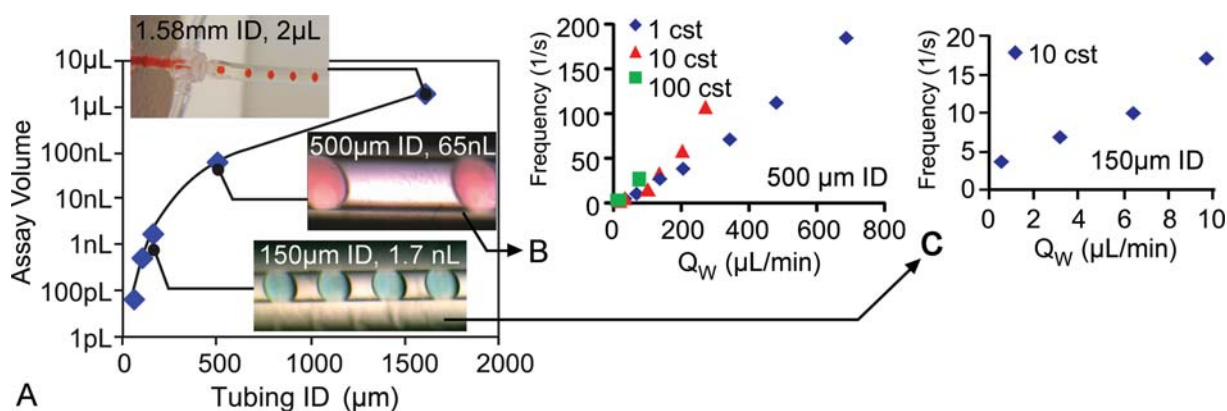 1.58mm ID, 2µL
10µL
1µL
100nL
10nL
1nL
100pL
1pL
Assay Volume
500µm ID, 65nL
150µm ID, 1.7 nL
0
500
1000
1500
2000
Tubing ID (µm)
A
B
200
150
100
50
0
Frequency (1/s)
1 cst
10 cst
100 cst
500 µm ID
0
200
400
600
800
Q_W (µL/min)
C
20
15
10
5
0
Frequency (1/s)
10 cst
150µm ID
0
2
4
6
8
10
Q_W (µL/min)